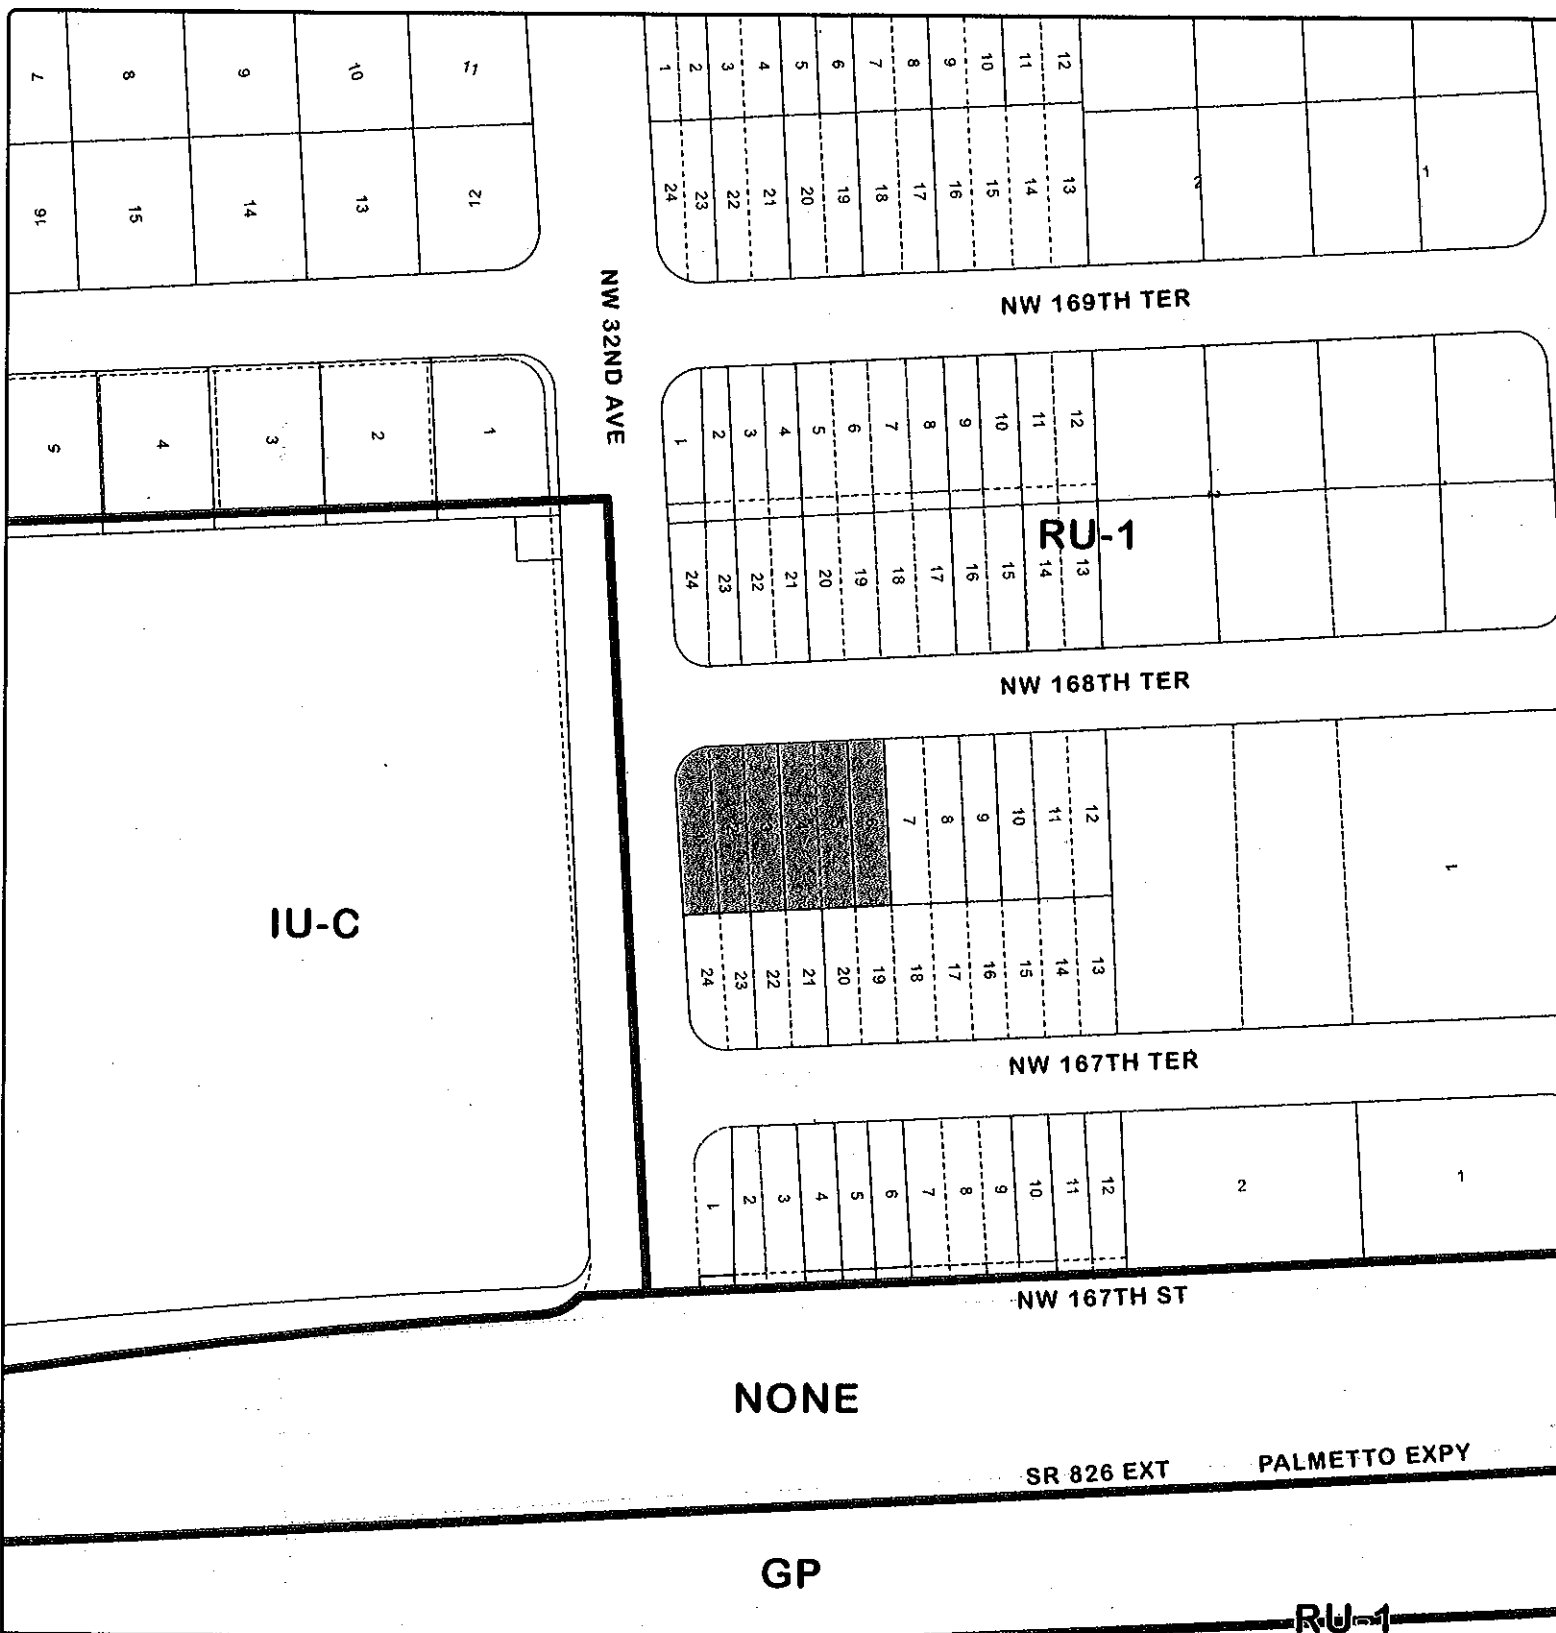 7 8 9 10 11
1 2 3 4 5 6 7 8 9 10 11 12
16 15 14 13 12
24 23 22 21 20 19 18 17 16 15 14 13
2 1
NW 32ND AVE
NW 169TH TER
5 4 3 2 1
1 2 3 4 5 6 7 8 9 10 11 12
RU-1
24 23 22 21 20 19 18 17 16 15 14 13
NW 168TH TER
7 8 9 10 11 12
1
IU-C
24 23 22 21 20 19 18 17 16 15 14 13
NW 167TH TER
1 2 3 4 5 6 7 8 9 10 11 12
2 1
NW 167TH ST
NONE
SR 826 EXT PALMETTO EXPY
GP
RU-1